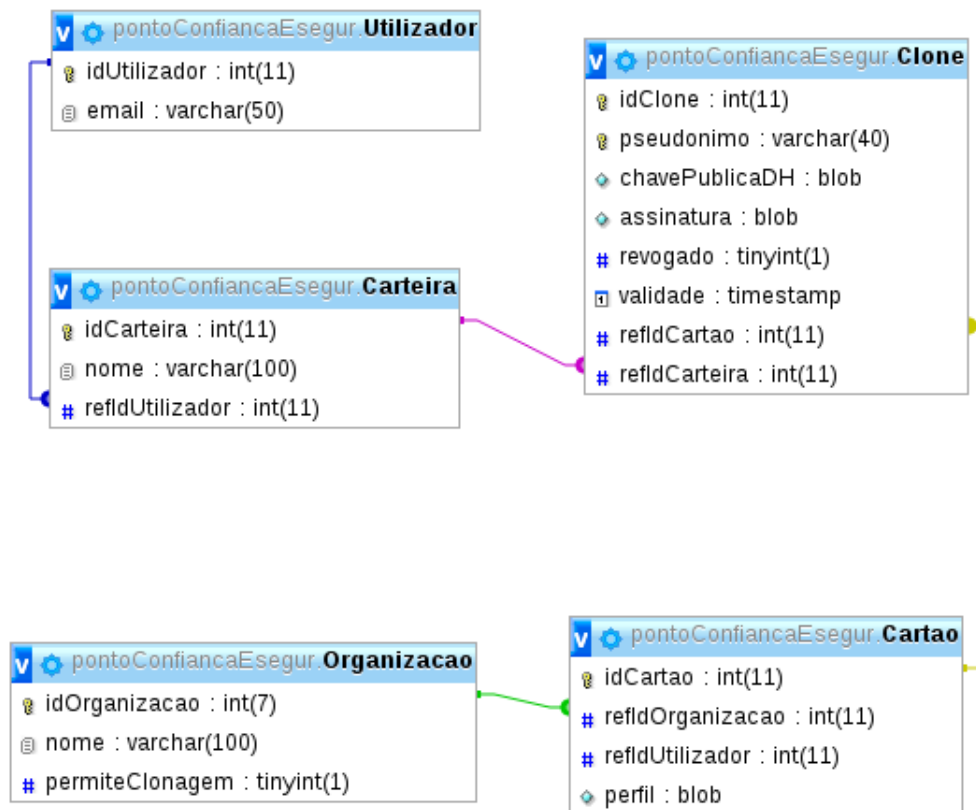 pontoConfiancaEsegur.Utilizador
idUtilizador : int(11)
email : varchar(50)
pontoConfiancaEsegur.Clone
idClone : int(11)
pseudonimo : varchar(40)
chavePublicaDH : blob
assinatura : blob
revogado : tinyint(1)
validade : timestamp
refIdCartao : int(11)
refIdCarteira : int(11)
pontoConfiancaEsegur.Carteira
idCarteira : int(11)
nome : varchar(100)
refIdUtilizador : int(11)
pontoConfiancaEsegur.Organizacao
idOrganizacao : int(7)
nome : varchar(100)
permiteClonagem : tinyint(1)
pontoConfiancaEsegur.Cartao
idCartao : int(11)
refIdOrganizacao : int(11)
refIdUtilizador : int(11)
perfil : blob